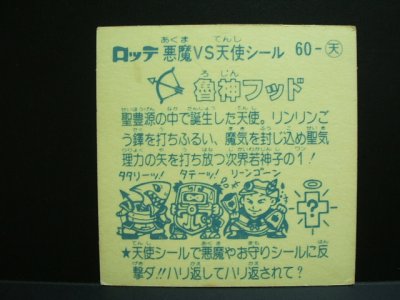 ロッテ 悪魔VS天使シール 60-天
魯神フッド
聖豊源の中で誕生した天使。リンリンご
う鐸を打ちふるい、魔気を封じ込め聖気
理力の矢を打ち放つ次界若神子の1!
タタリーッ! タテーッ! リーンゴーン
★天使シールで悪魔やお守りシールに反
撃ダ!!ハリ返してハリ返されて?